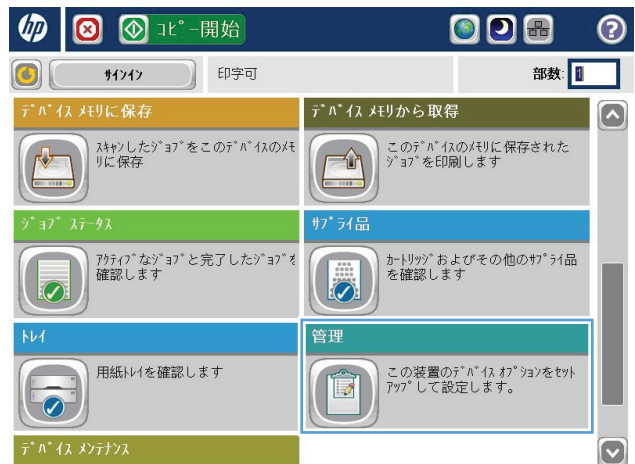 hp
コピー開始
サインイン 印字可 部数: 1
デバイス メモリに保存
スキャンしたジョブをこのデバイスのメモ
リに保存
デバイス メモリから取得
このデバイスのメモリに保存された
ジョブを印刷します
ジョブ ステータス
アクティブなジョブと完了したジョブを
確認します
サプライ品
カートリッジおよびその他のサプライ品
を確認します
トレイ
用紙トレイを確認します
管理
この装置のデバイス オプションをセット
アップして設定します。
デバイス メンテナンス